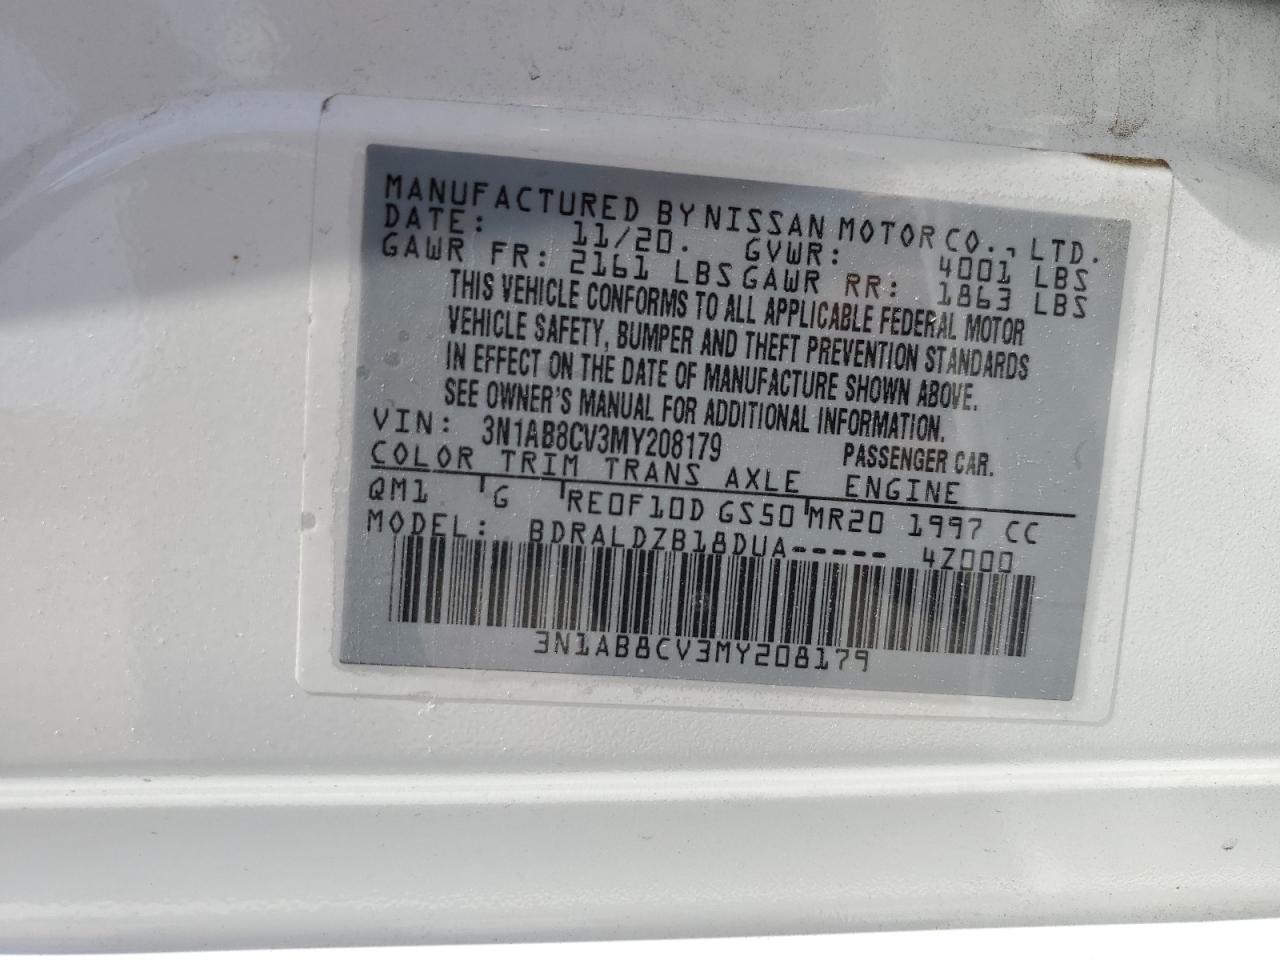 MANUFACTURED BY NISSAN MOTOR CO., LTD.
DATE: 11/20. GVWR: 4001 LBS
GAWR FR: 2161 LBS GAWR RR: 1863 LBS
THIS VEHICLE CONFORMS TO ALL APPLICABLE FEDERAL MOTOR
VEHICLE SAFETY, BUMPER AND THEFT PREVENTION STANDARDS
IN EFFECT ON THE DATE OF MANUFACTURE SHOWN ABOVE.
SEE OWNER'S MANUAL FOR ADDITIONAL INFORMATION.
VIN: 3N1AB8CV3MY208179 PASSENGER CAR.
COLOR TRIM TRANS AXLE ENGINE
QM1 G RE0F10D GS50 MR20 1997 CC
MODEL: BDRALDZB18DUA----- 4Z000
3N1AB8CV3MY208179